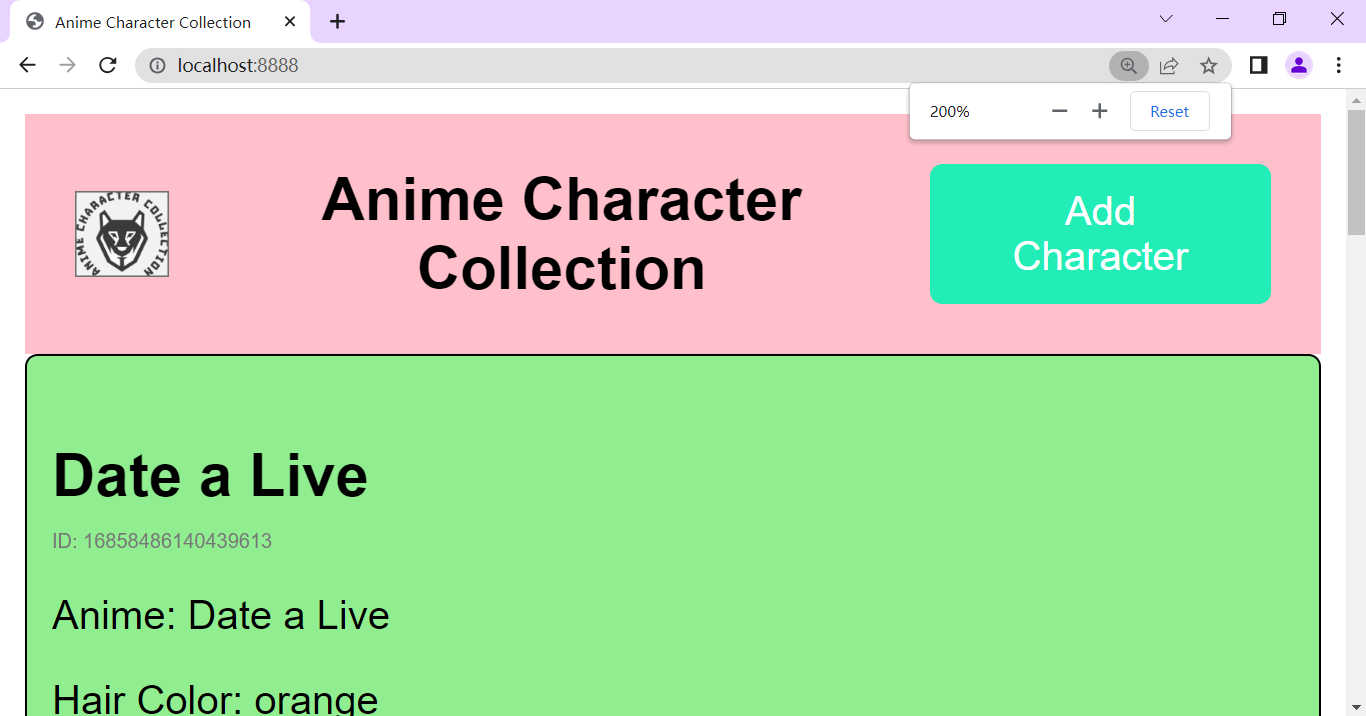 Anime Character Collection
localhost:8888
200%
Reset
ANIME CHARACTER COLLECTION
Anime Character
Collection
Add
Character
Date a Live
ID: 16858486140439613
Anime: Date a Live
Hair Color: orange